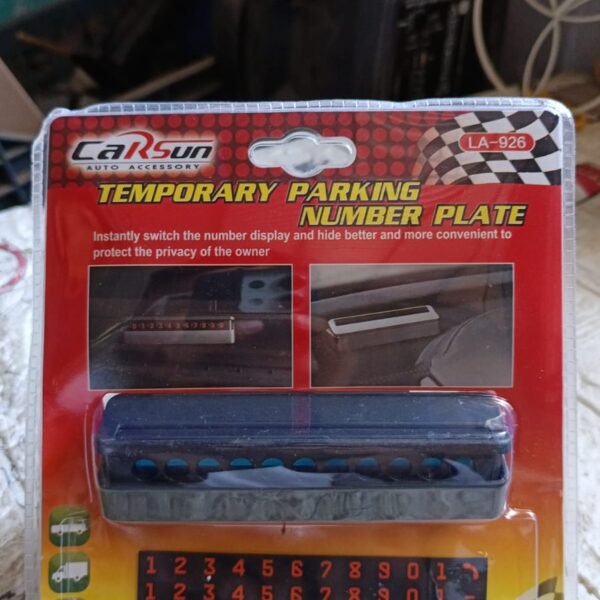 CaRSun
AUTO ACCESSORY
LA-926
TEMPORARY PARKING
NUMBER PLATE
Instantly switch the number display and hide better and more convenient to
protect the privacy of the owner
1 2 3 4 5 6 7 8 9 0 1
1 2 3 4 5 6 7 8 9 0 1 -